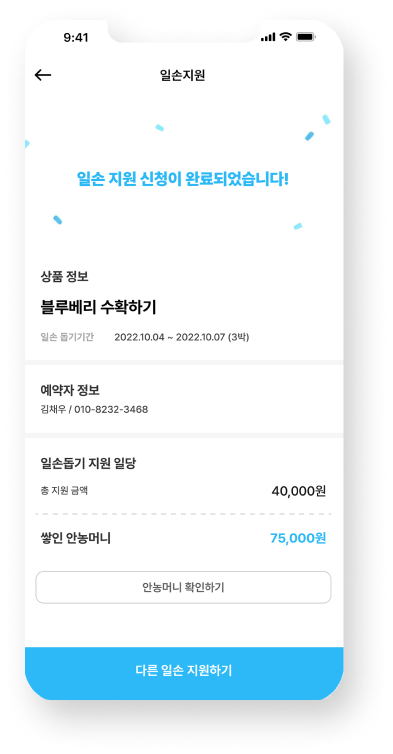 9:41
일손지원
일손 지원 신청이 완료되었습니다!
상품 정보
블루베리 수확하기
일손 돕기기간 2022.10.04 ~ 2022.10.07 (3박)
예약자 정보
김채우 / 010-8232-3468
일손돕기 지원 일당
총 지원 금액 40,000원
쌓인 안농머니 75,000원
안농머니 확인하기
다른 일손 지원하기